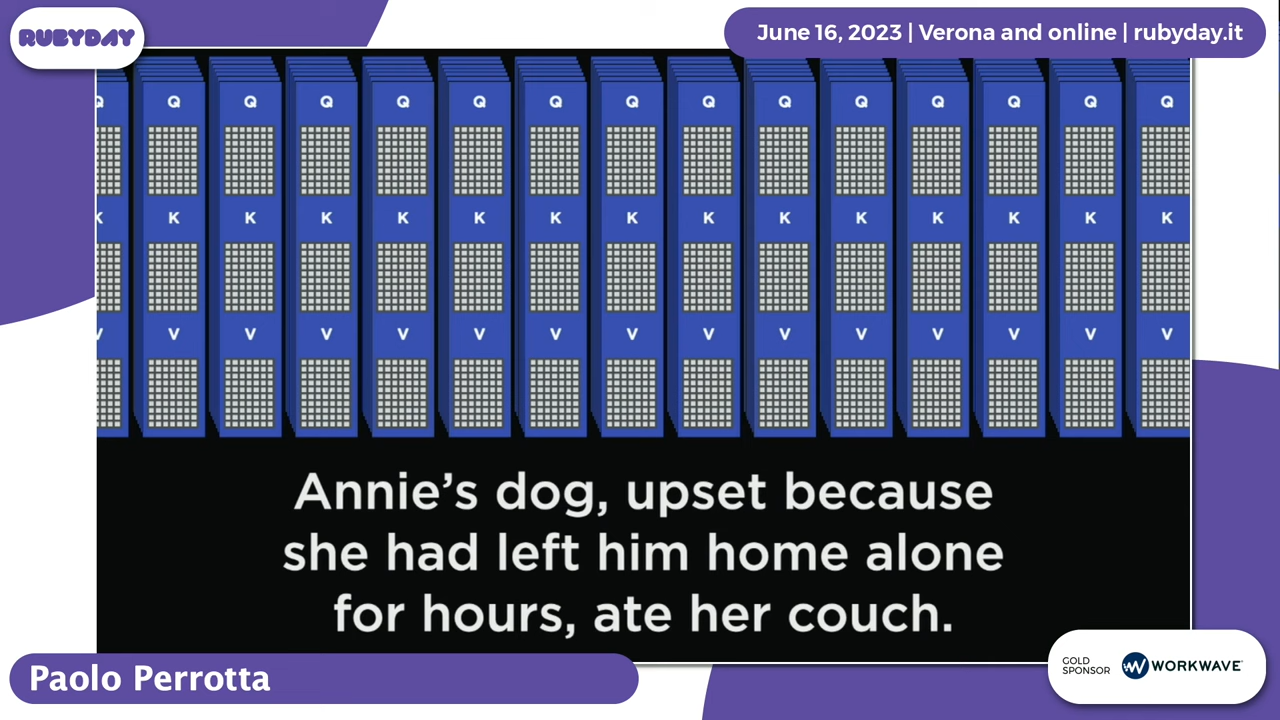 RUBYDAY
June 16, 2023 | Verona and online | rubyday.it
Q Q Q Q Q Q Q Q Q Q Q Q Q Q Q
K K K K K K K K K K K K K K K
V V V V V V V V V V V V V V V
Annie’s dog, upset because
she had left him home alone
for hours, ate her couch.
Paolo Perrotta
GOLD
SPONSOR
WORKWAVE